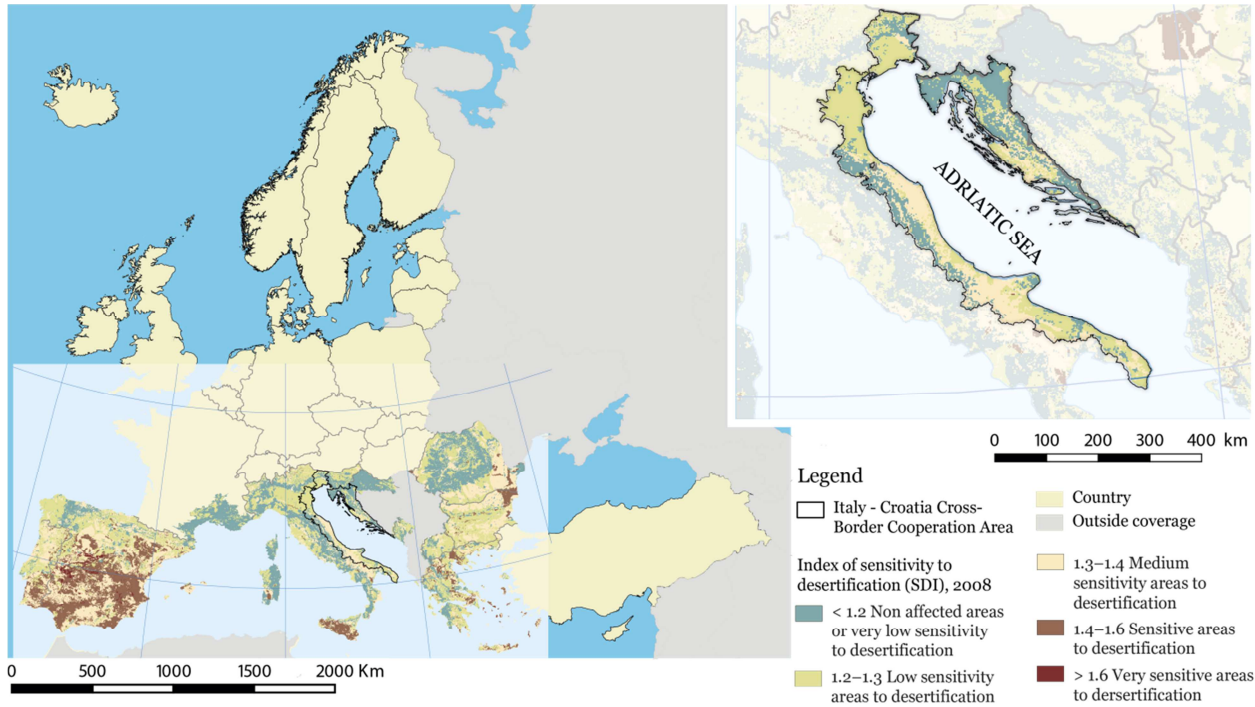 ADRIATIC SEA
0 100 200 300 400 km
0 500 1000 1500 2000 Km
Legend
Italy - Croatia Cross-
Border Cooperation Area
Index of sensitivity to
desertification (SDI), 2008
< 1.2 Non affected areas
or very low sensitivity
to desertification
1.2–1.3 Low sensitivity
areas to desertification
Country
Outside coverage
1.3–1.4 Medium
sensitivity areas to
desertification
1.4–1.6 Sensitive areas
to desertification
> 1.6 Very sensitive areas
to dersertification